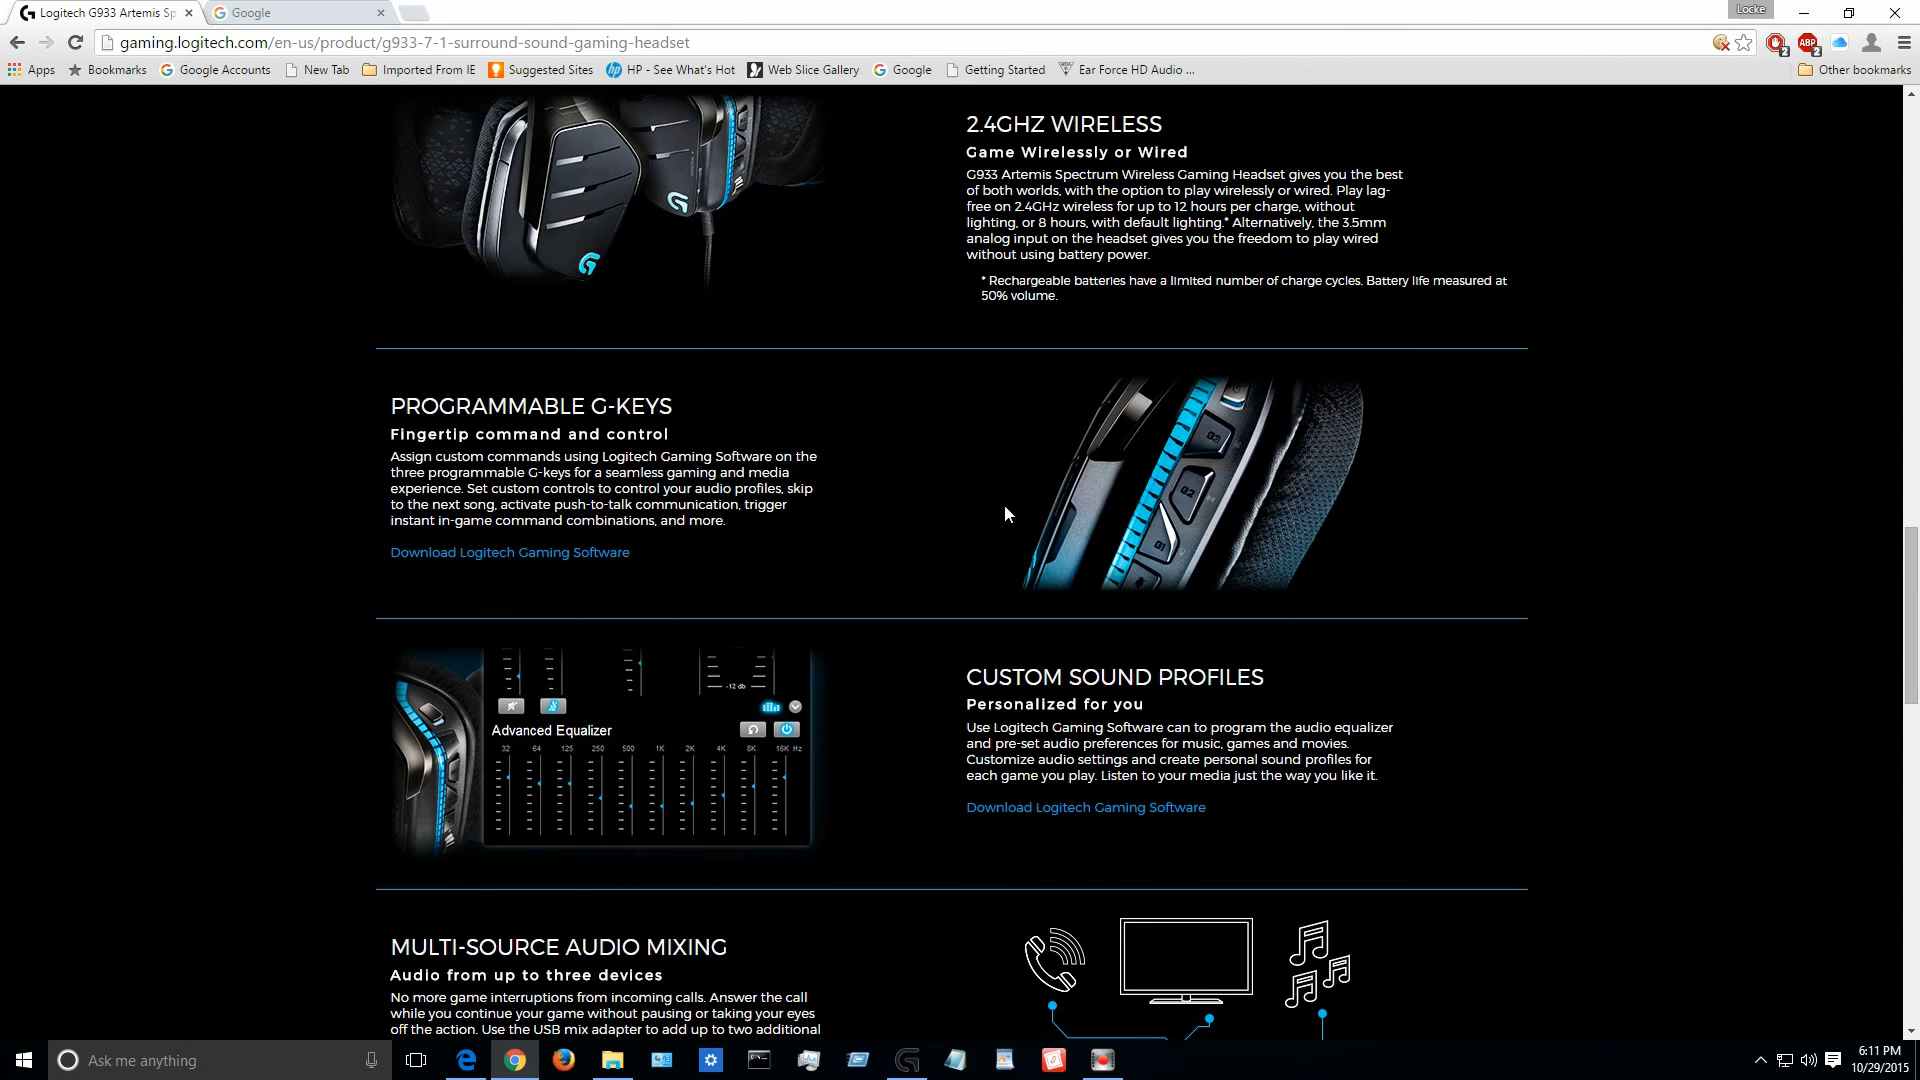 Logitech G933 Artemis Sp
Google
Locke
gaming.logitech.com/en-us/product/g933-7-1-surround-sound-gaming-headset
2
ABP
2
Apps
Bookmarks
Google Accounts
New Tab
Imported From IE
Suggested Sites
HP - See What's Hot
Web Slice Gallery
Google
Getting Started
Ear Force HD Audio ...
Other bookmarks
2.4GHZ WIRELESS
Game Wirelessly or Wired
G933 Artemis Spectrum Wireless Gaming Headset gives you the best
of both worlds, with the option to play wirelessly or wired. Play lag-
free on 2.4GHz wireless for up to 12 hours per charge, without
lighting, or 8 hours, with default lighting.* Alternatively, the 3.5mm
analog input on the headset gives you the freedom to play wired
without using battery power.
* Rechargeable batteries have a limited number of charge cycles. Battery life measured at
50% volume.
PROGRAMMABLE G-KEYS
Fingertip command and control
Assign custom commands using Logitech Gaming Software on the
three programmable G-keys for a seamless gaming and media
experience. Set custom controls to control your audio profiles, skip
to the next song, activate push-to-talk communication, trigger
instant in-game command combinations, and more.
Download Logitech Gaming Software
G3
G2
G1
-12 db
Advanced Equalizer
32 64 125 250 500 1K 2K 4K 8K 16K Hz
CUSTOM SOUND PROFILES
Personalized for you
Use Logitech Gaming Software can to program the audio equalizer
and pre-set audio preferences for music, games and movies.
Customize audio settings and create personal sound profiles for
each game you play. Listen to your media just the way you like it.
Download Logitech Gaming Software
MULTI-SOURCE AUDIO MIXING
Audio from up to three devices
No more game interruptions from incoming calls. Answer the call
while you continue your game without pausing or taking your eyes
off the action. Use the USB mix adapter to add up to two additional
Ask me anything
6:11 PM
10/29/2015